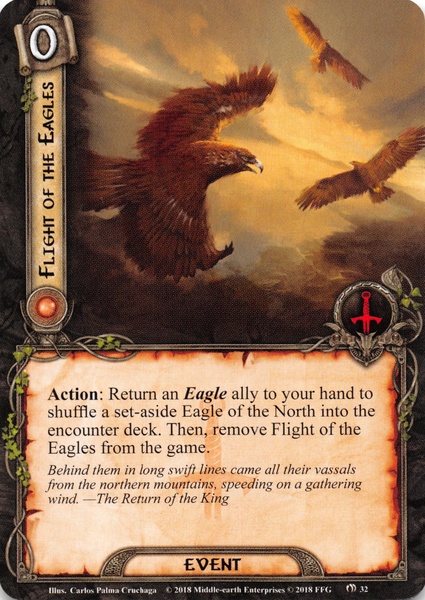 0
FLIGHT OF THE EAGLES
Action: Return an Eagle ally to your hand to
shuffle a set-aside Eagle of the North into the
encounter deck. Then, remove Flight of the
Eagles from the game.
Behind them in long swift lines came all their vassals
from the northern mountains, speeding on a gathering
wind. —The Return of the King
EVENT
Illus. Carlos Palma Cruchaga © 2018 Middle-earth Enterprises © 2018 FFG 32